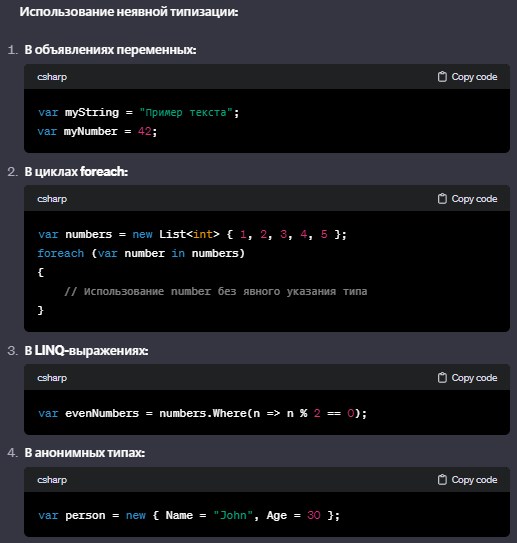 Использование неявной типизации:
1. В объявлениях переменных:
csharp Copy code
var myString = "Пример текста";
var myNumber = 42;
2. В циклах foreach:
csharp Copy code
var numbers = new List<int> { 1, 2, 3, 4, 5 };
foreach (var number in numbers)
{
// Использование number без явного указания типа
}
3. В LINQ-выражениях:
csharp Copy code
var evenNumbers = numbers.Where(n => n % 2 == 0);
4. В анонимных типах:
csharp Copy code
var person = new { Name = "John", Age = 30 };